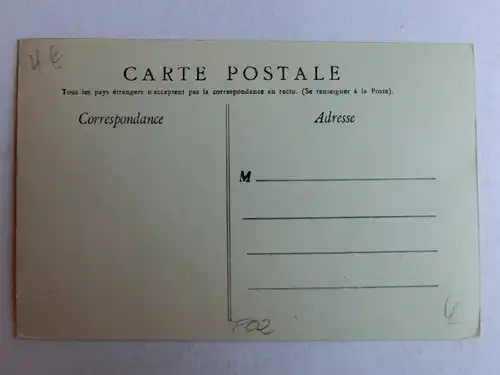 4€
CARTE POSTALE
Tous les pays étrangers n'acceptent pas la correspondance au recto. (Se renseigner à la Poste).
Correspondance
Adresse
M
F02